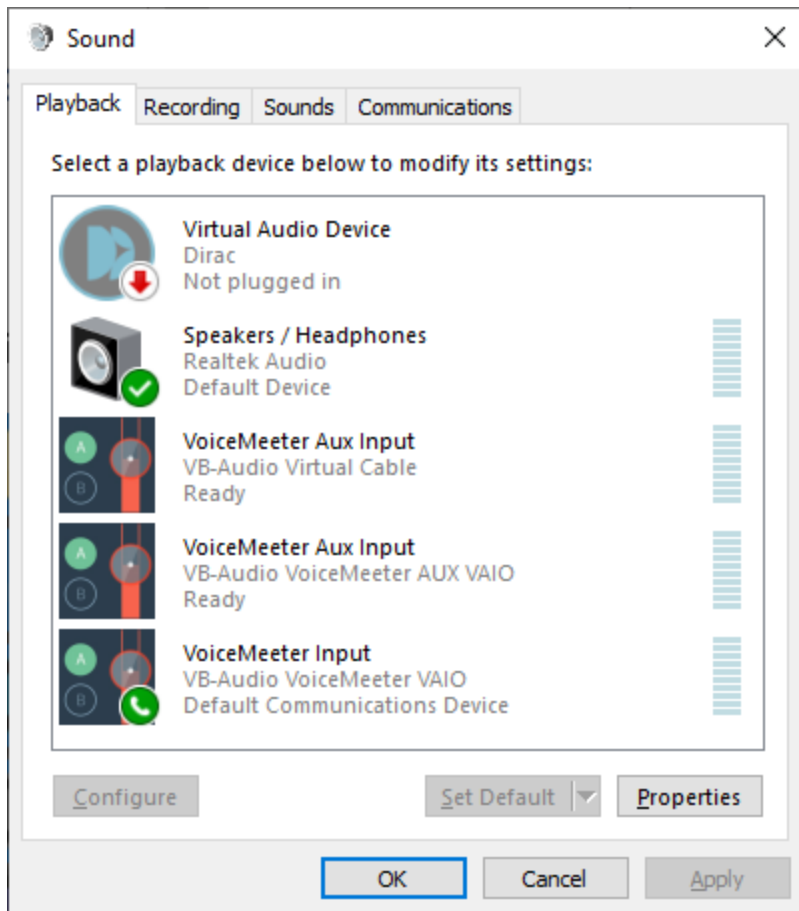 Sound
Playback Recording Sounds Communications
Select a playback device below to modify its settings:
Virtual Audio Device
Dirac
Not plugged in
Speakers / Headphones
Realtek Audio
Default Device
A
B
VoiceMeeter Aux Input
VB-Audio Virtual Cable
Ready
A
B
VoiceMeeter Aux Input
VB-Audio VoiceMeeter AUX VAIO
Ready
A
B
VoiceMeeter Input
VB-Audio VoiceMeeter VAIO
Default Communications Device
Configure Set Default Properties
OK Cancel Apply